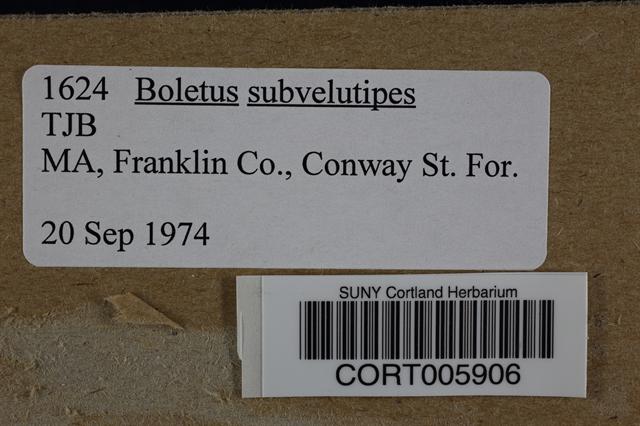 1624 Boletus subvelutipes
TJB
MA, Franklin Co., Conway St. For.
20 Sep 1974
SUNY Cortland Herbarium
CORT005906